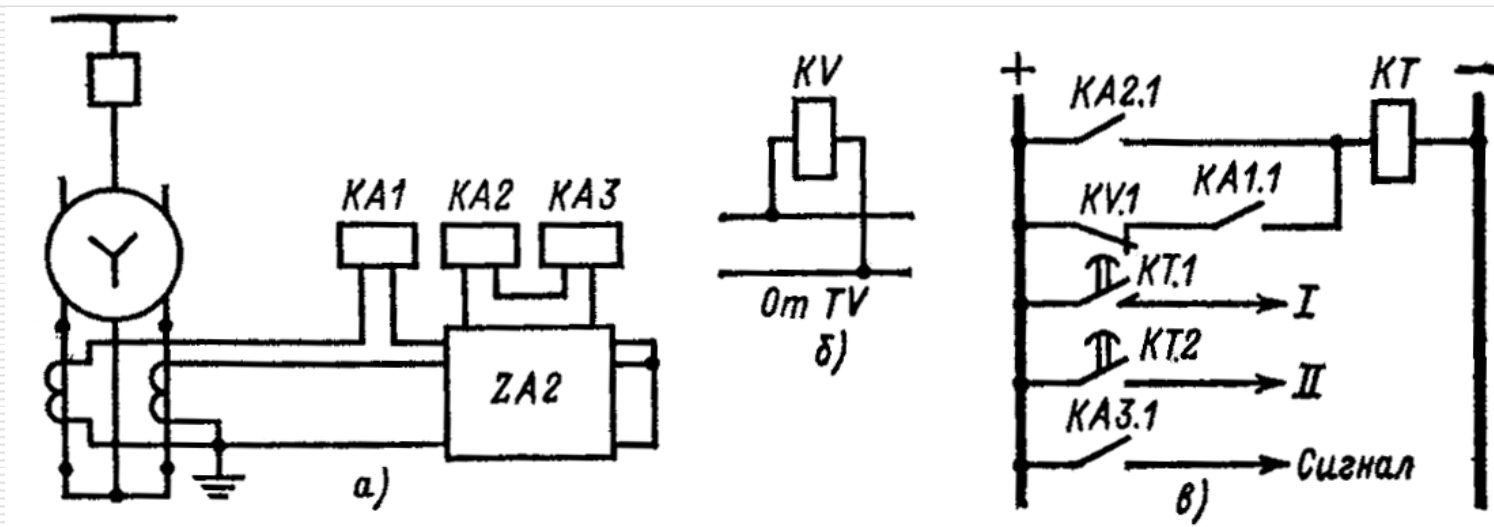 KA1 KA2 KA3
ZA2
а)
KV
От TV
б)
+ −
KA2.1 KT
KV.1 KA1.1
KT.1 I
KT.2 II
KA3.1 Сигнал
в)